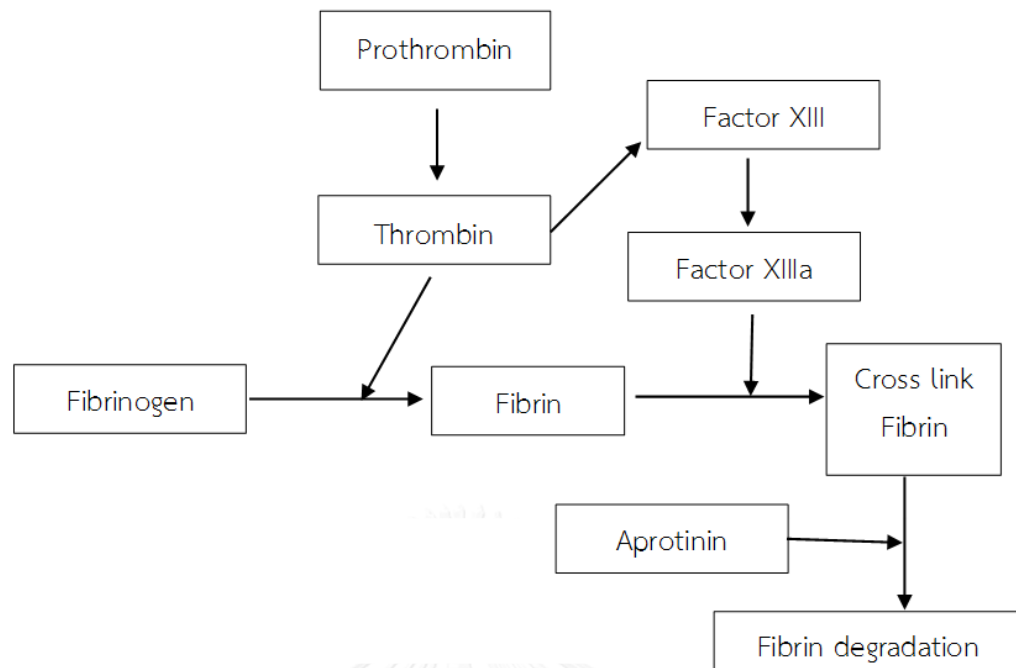 Prothrombin
Factor XIII
Thrombin
Factor XIIIa
Fibrinogen
Fibrin
Cross link
Fibrin
Aprotinin
Fibrin degradation